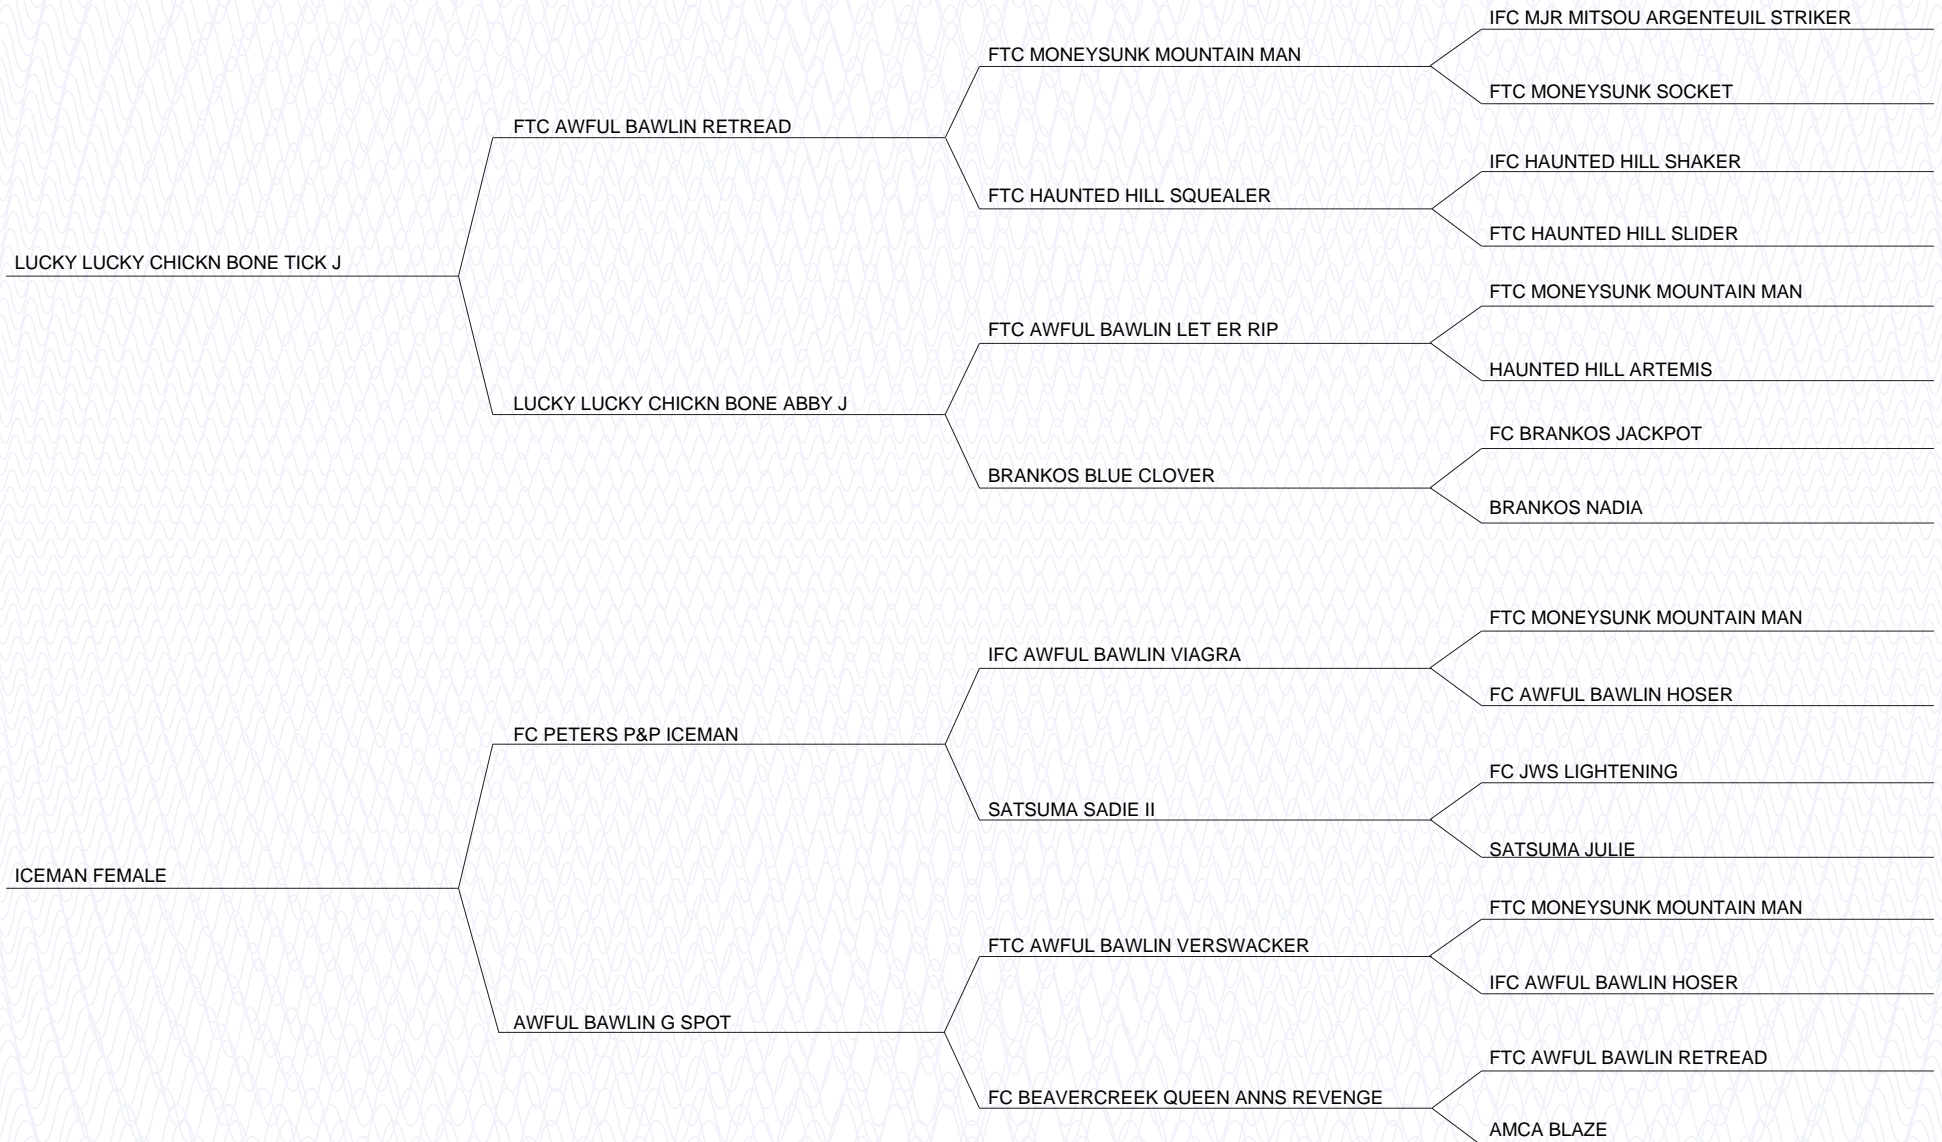 IFC MJR MITSOU ARGENTEUIL STRIKER
FTC MONEYSUNK MOUNTAIN MAN
FTC MONEYSUNK SOCKET
FTC AWFUL BAWLIN RETREAD
IFC HAUNTED HILL SHAKER
FTC HAUNTED HILL SQUEALER
FTC HAUNTED HILL SLIDER
LUCKY LUCKY CHICKN BONE TICK J
FTC MONEYSUNK MOUNTAIN MAN
FTC AWFUL BAWLIN LET ER RIP
HAUNTED HILL ARTEMIS
LUCKY LUCKY CHICKN BONE ABBY J
FC BRANKOS JACKPOT
BRANKOS BLUE CLOVER
BRANKOS NADIA
FTC MONEYSUNK MOUNTAIN MAN
IFC AWFUL BAWLIN VIAGRA
FC AWFUL BAWLIN HOSER
FC PETERS P&P ICEMAN
FC JWS LIGHTENING
SATSUMA SADIE II
SATSUMA JULIE
ICEMAN FEMALE
FTC MONEYSUNK MOUNTAIN MAN
FTC AWFUL BAWLIN VERSWACKER
IFC AWFUL BAWLIN HOSER
AWFUL BAWLIN G SPOT
FTC AWFUL BAWLIN RETREAD
FC BEAVERCREEK QUEEN ANNS REVENGE
AMCA BLAZE